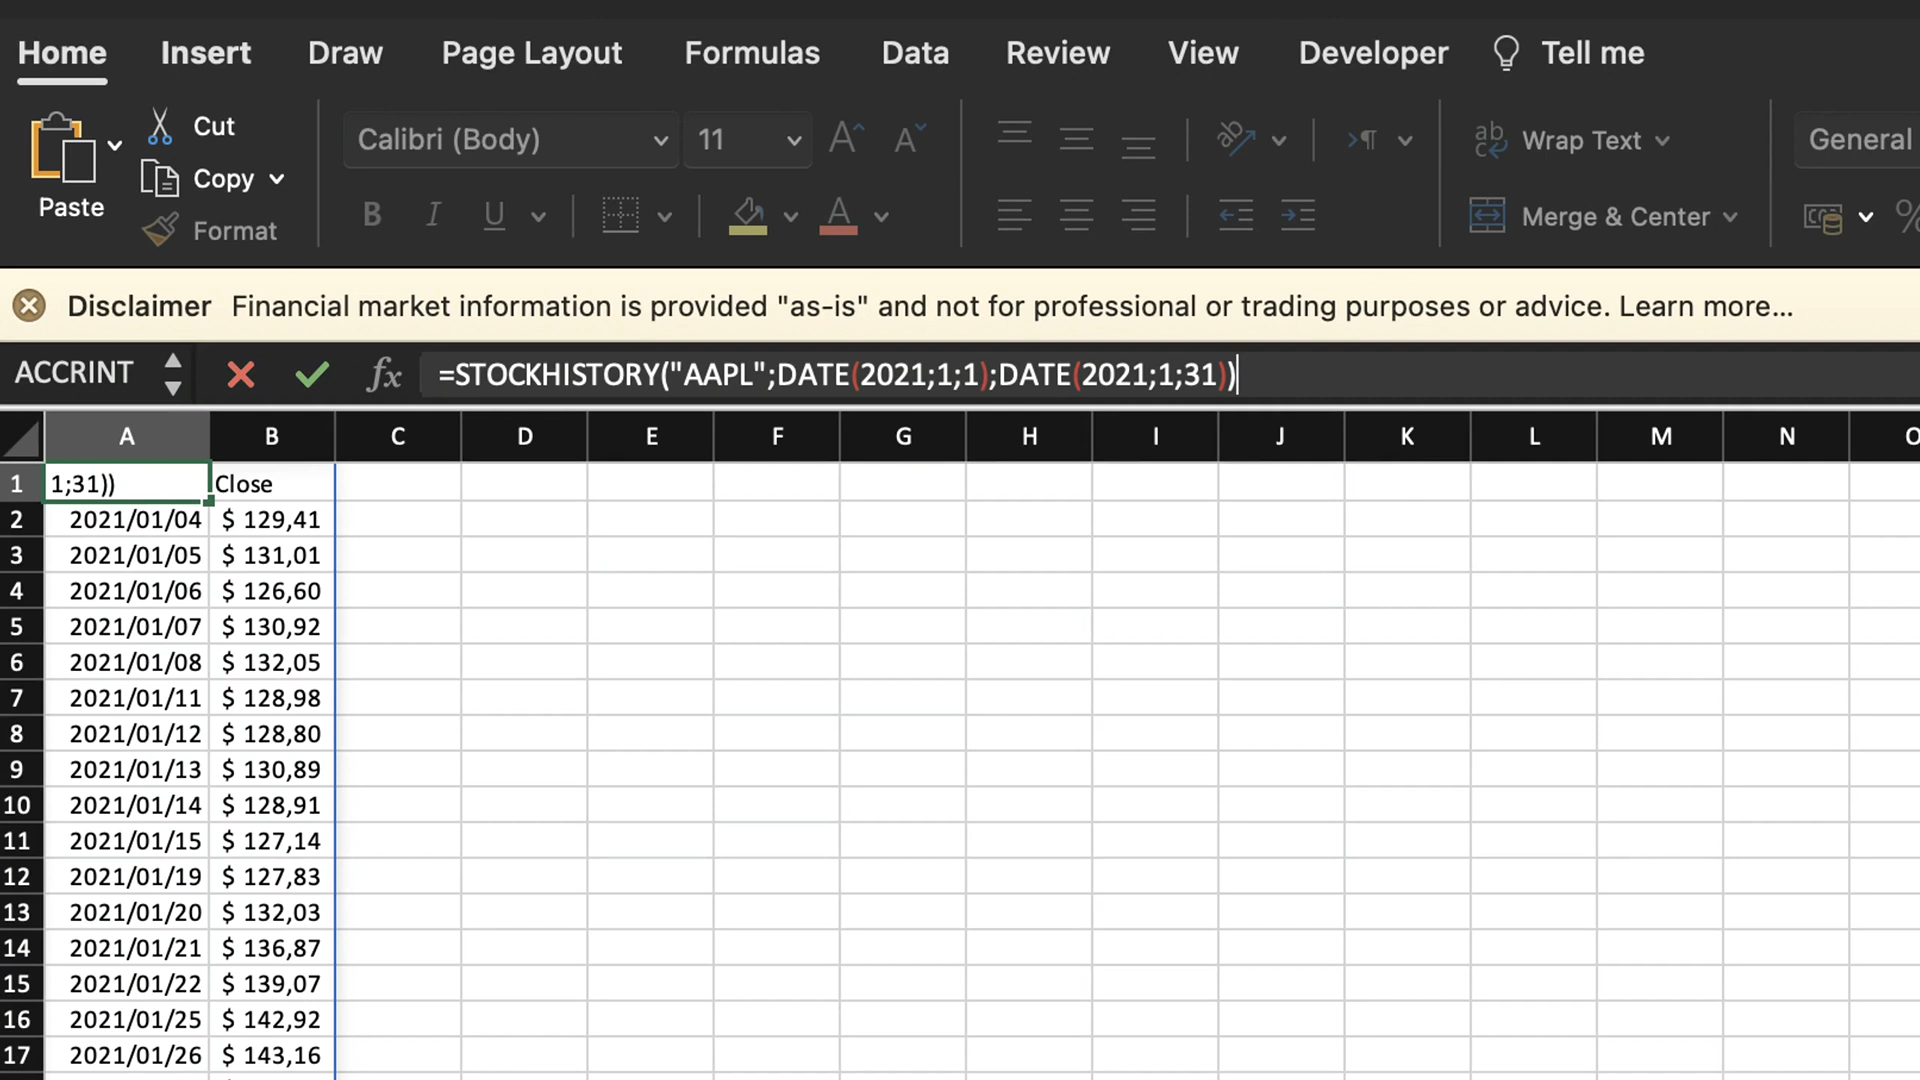 Home Insert Draw Page Layout Formulas Data Review View Developer Tell me
Paste
Cut
Copy
Format
Calibri (Body) 11 A A
B I U A
ab
Wrap Text
Merge & Center
General
%
Disclaimer Financial market information is provided "as-is" and not for professional or trading purposes or advice. Learn more...
ACCRINT fx =STOCKHISTORY("AAPL";DATE(2021;1;1);DATE(2021;1;31))
A B C D E F G H I J K L M N O
1 1;31)) Close
2 2021/01/04 $ 129,41
3 2021/01/05 $ 131,01
4 2021/01/06 $ 126,60
5 2021/01/07 $ 130,92
6 2021/01/08 $ 132,05
7 2021/01/11 $ 128,98
8 2021/01/12 $ 128,80
9 2021/01/13 $ 130,89
10 2021/01/14 $ 128,91
11 2021/01/15 $ 127,14
12 2021/01/19 $ 127,83
13 2021/01/20 $ 132,03
14 2021/01/21 $ 136,87
15 2021/01/22 $ 139,07
16 2021/01/25 $ 142,92
17 2021/01/26 $ 143,16